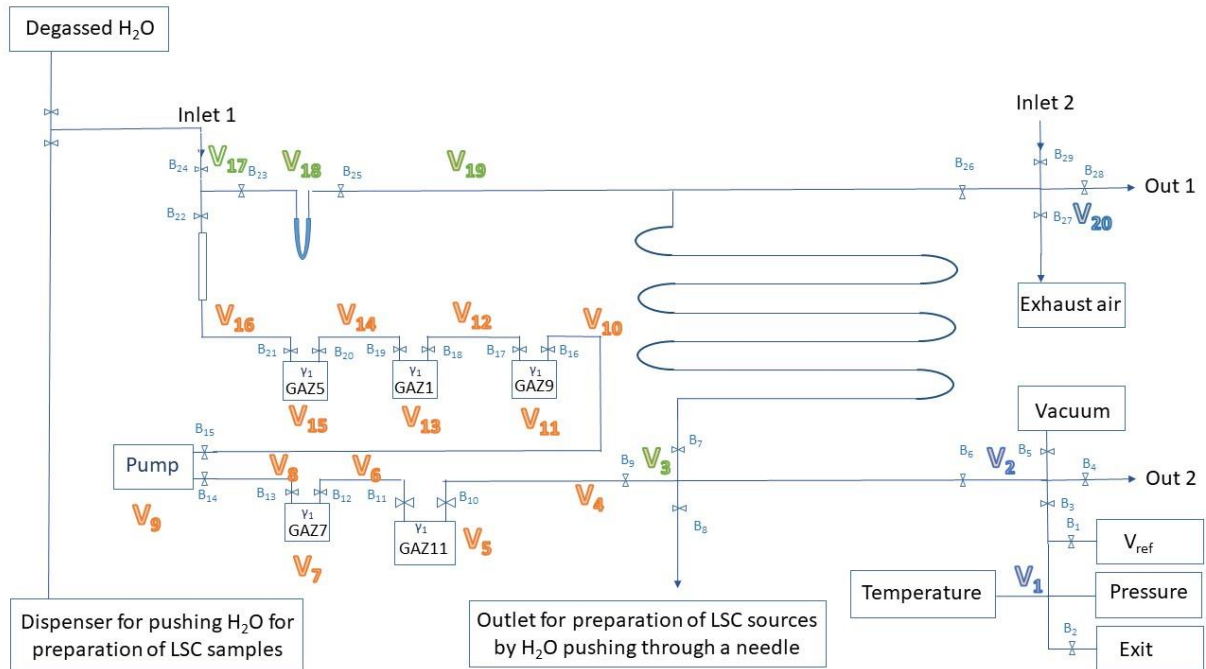 Degassed H₂O
Inlet 1
Inlet 2
V₁₇
V₁₈
V₁₉
B₂₄
B₂₃
B₂₅
B₂₆
B₂₉
B₂₈
Out 1
B₂₂
B₂₇
V₂₀
Exhaust air
V₁₆
V₁₄
V₁₂
V₁₀
B₂₁
B₂₀
B₁₉
B₁₈
B₁₇
B₁₆
γ₁
GAZ5
γ₁
GAZ1
γ₁
GAZ9
V₁₅
V₁₃
V₁₁
Vacuum
B₁₅
B₇
Pump
V₈
V₆
B₉
V₃
B₆
V₂
B₅
B₄
Out 2
B₁₄
B₁₃
B₁₂
B₁₁
B₁₀
V₄
B₃
V₉
γ₁
GAZ7
γ₁
GAZ11
V₅
B₈
B₁
V_ref
V₇
V₁
Temperature
Pressure
Dispenser for pushing H₂O for
preparation of LSC samples
Outlet for preparation of LSC sources
by H₂O pushing through a needle
B₂
Exit